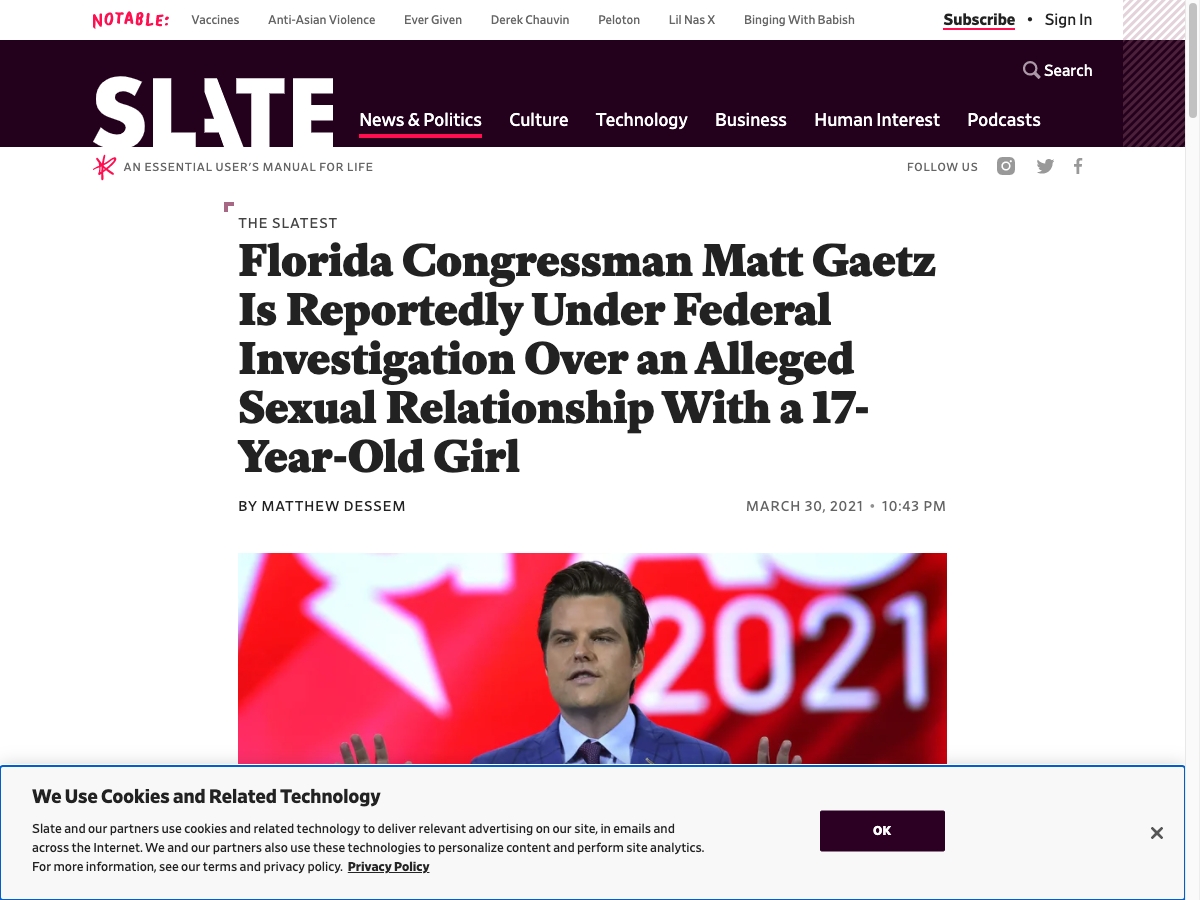 NOTABLE: Vaccines Anti-Asian Violence Ever Given Derek Chauvin Peloton Lil Nas X Binging With Babish Subscribe • Sign In
Search
SLATE News & Politics Culture Technology Business Human Interest Podcasts
AN ESSENTIAL USER'S MANUAL FOR LIFE FOLLOW US
THE SLATEST
Florida Congressman Matt Gaetz
Is Reportedly Under Federal
Investigation Over an Alleged
Sexual Relationship With a 17-
Year-Old Girl
BY MATTHEW DESSEM MARCH 30, 2021 • 10:43 PM
2021
We Use Cookies and Related Technology
Slate and our partners use cookies and related technology to deliver relevant advertising on our site, in emails and
across the Internet. We and our partners also use these technologies to personalize content and perform site analytics.
For more information, see our terms and privacy policy. Privacy Policy
OK